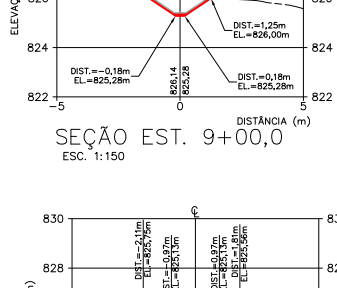 DIST.=1,25m
EL.=826,00m
824
824
DIST.=-0,18m
EL.=825,28m
826,14
825,28
DIST.=0,18m
EL.=825,28m
822
822
-5
0
5
DISTÂNCIA (m)
SEÇÃO EST. 9+00,0
ESC. 1:150
830
828
DIST.=-2,11m
EL.=825,75m
DIST.=-0,97m
EL.=825,13m
DIST.=0,97m
EL.=825,13m
DIST.=1,81m
EL.=825,56m